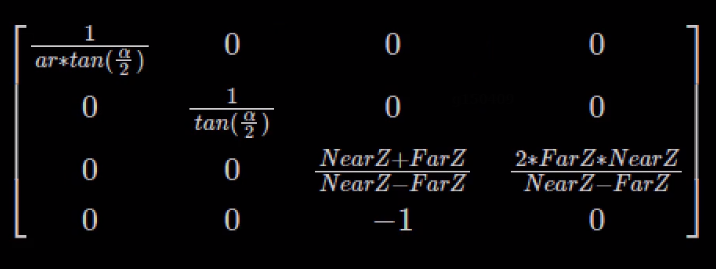 1/(ar*tan(α/2)) 0 0 0
0 1/tan(α/2) 0 0
0 0 (NearZ+FarZ)/(NearZ−FarZ) (2*FarZ*NearZ)/(NearZ−FarZ)
0 0 −1 0